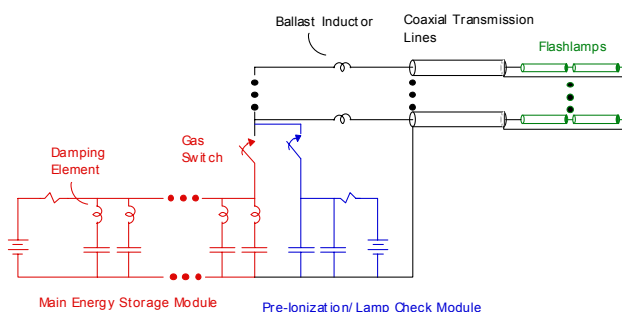 Ballast Inductor
Coaxial Transmission
Lines
Flashlamps
Gas
Switch
Damping
Element
Main Energy Storage Module
Pre-Ionization/ Lamp Check Module